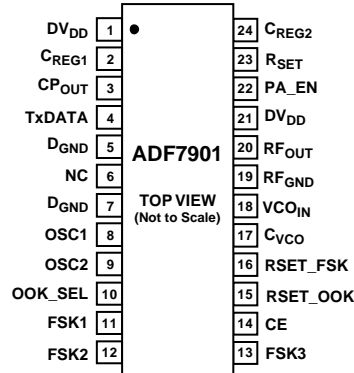 DVDD 1 24 CREG2
CREG1 2 23 RSET
CPOUT 3 22 PA_EN
TxDATA 4 21 DVDD
DGND 5 ADF7901 20 RFOUT
NC 6 19 RFGND
DGND 7 TOP VIEW 18 VCOIN
(Not to Scale)
OSC1 8 17 CVCO
OSC2 9 16 RSET_FSK
OOK_SEL 10 15 RSET_OOK
FSK1 11 14 CE
FSK2 12 13 FSK3